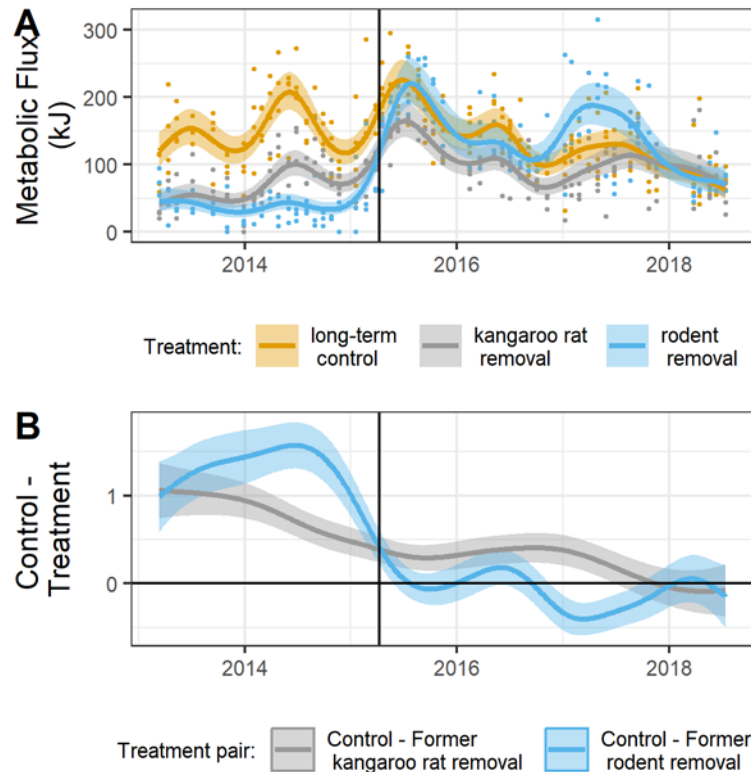 A
300
200
100
0
Metabolic Flux
(kJ)
2014
2016
2018
Treatment:
long-term
control
kangaroo rat
removal
rodent
removal
B
1
0
Control -
Treatment
2014
2016
2018
Treatment pair:
Control - Former
kangaroo rat removal
Control - Former
rodent removal